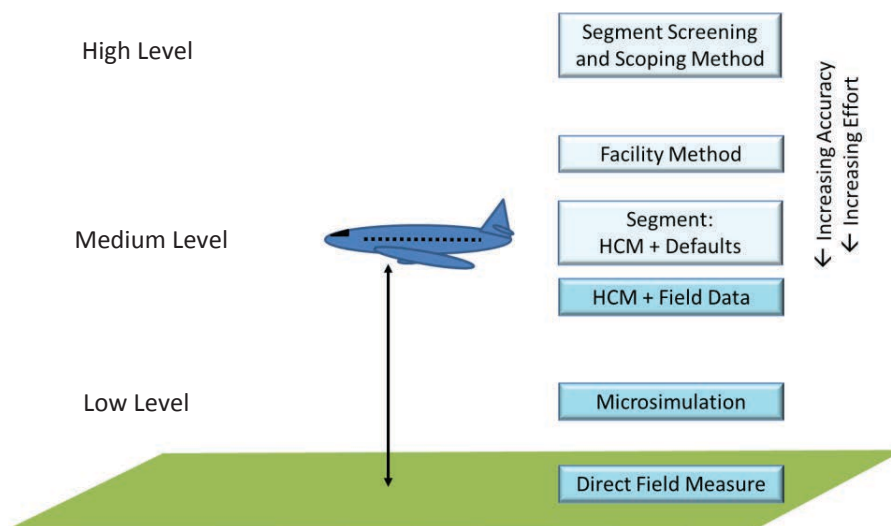 High Level
Segment Screening
and Scoping Method
← Increasing Accuracy
← Increasing Effort
Facility Method
Medium Level
Segment:
HCM + Defaults
HCM + Field Data
Low Level
Microsimulation
Direct Field Measure